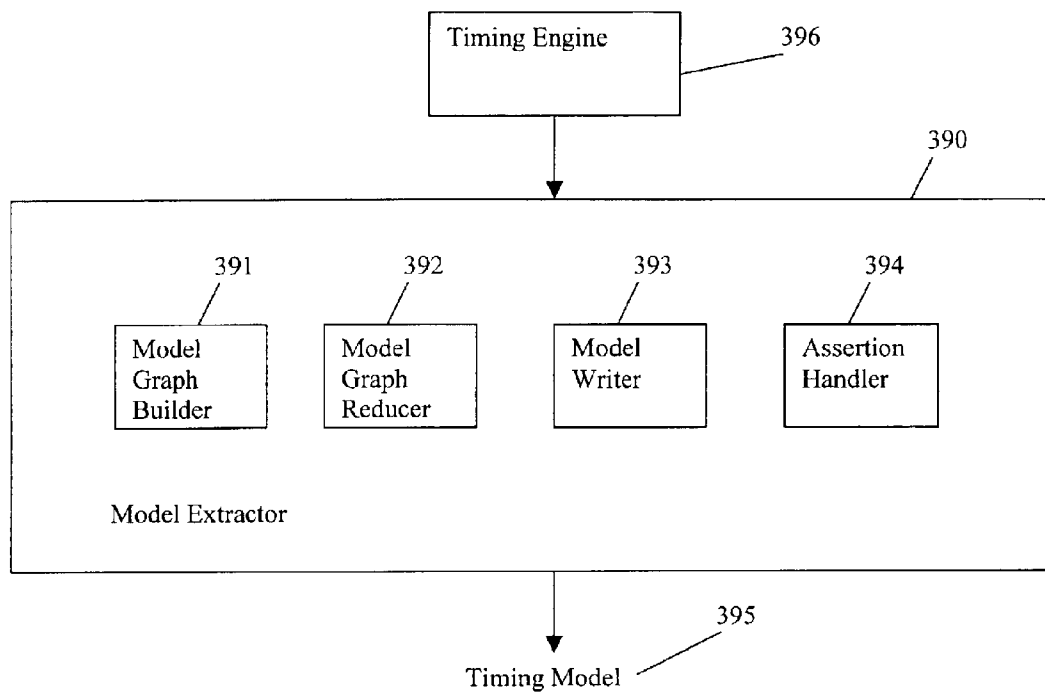 Timing Engine
396
390
391
392
393
394
Model
Graph
Builder
Model
Graph
Reducer
Model
Writer
Assertion
Handler
Model Extractor
395
Timing Model